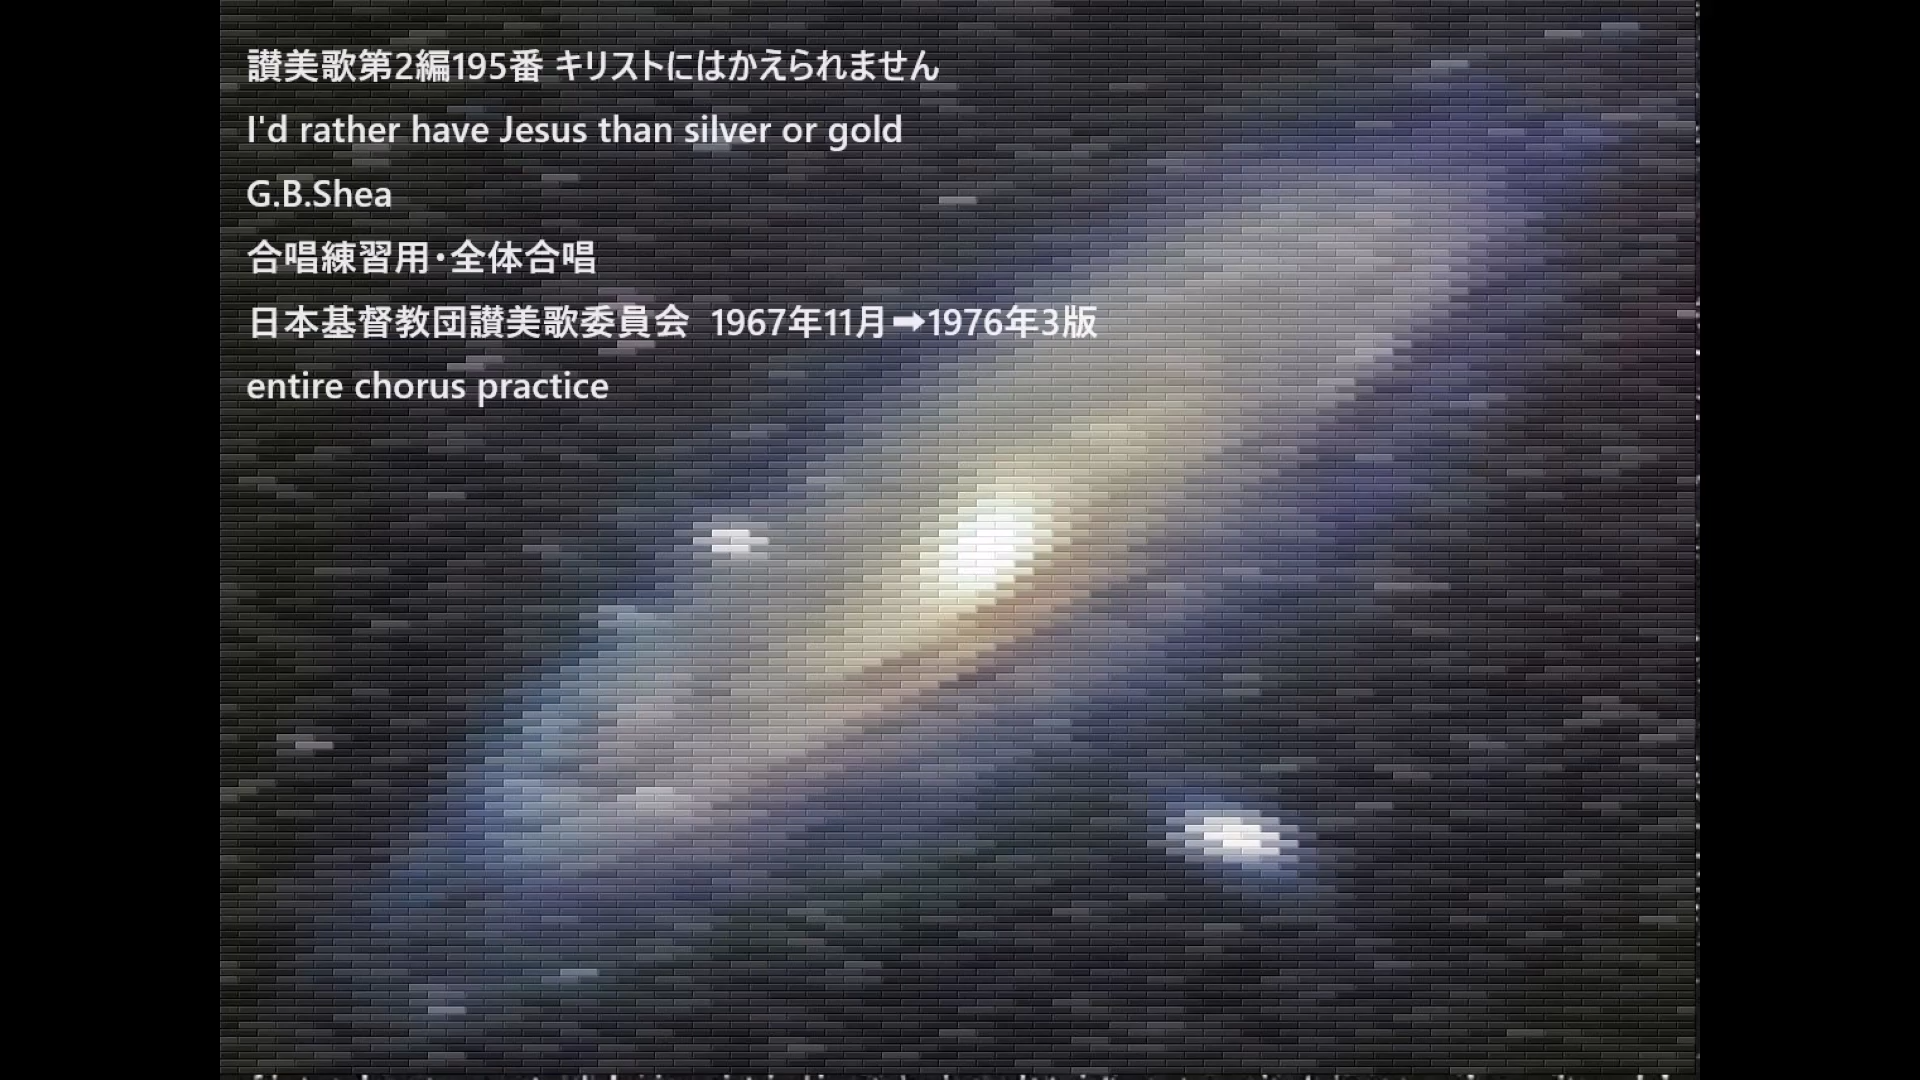 讃美歌第2編195番 キリストにはかえられません
I'd rather have Jesus than silver or gold
G.B.Shea
合唱練習用・全体合唱
日本基督教団讃美歌委員会 1967年11月➡1976年3版
entire chorus practice